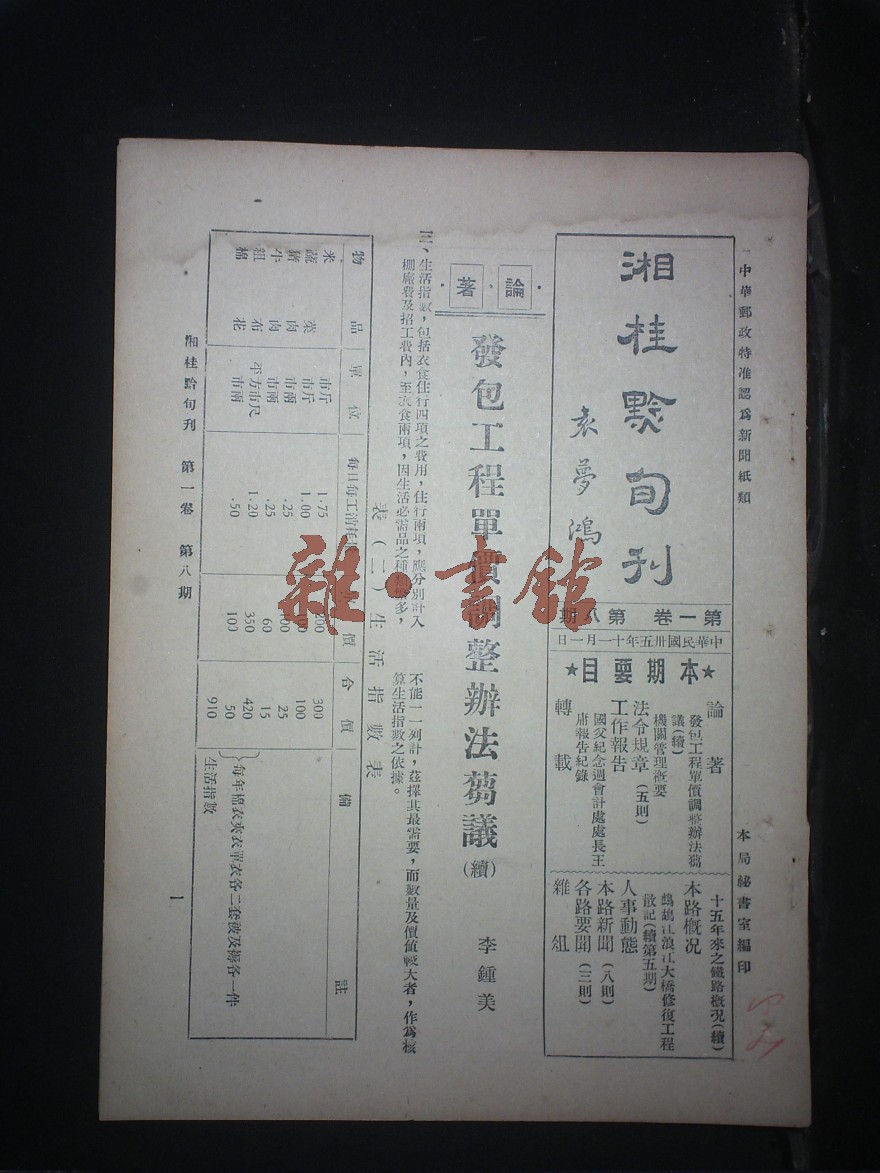 中華郵政特准認爲新聞紙類
本局祕書室編印
湘桂黔旬刊
袁夢鴻
第一卷 第八期
中華民國卅五年十一月一日
★本期要目★
論著
發包工程單價調整辦法芻
議(續)
機關管理概要
法令規章(五則)
工作報告
國父紀念週會計處處長王
庸報告紀錄
轉載
十五年來之鐵路概況(續)
本路概况
江浪江大橋修復工程
散記(續第五期)
人事動態
本路新聞(八則)
各路要聞(三則)
雜俎
論著
發包工程單價調整辦法芻議(續)
李鍾美
生活指數,包括衣食住行四項之費用,住行兩項,應分別計入
棚廠費及招工費內,至衣食兩項,因生活必需品之種類多,
不能一一列計,茲擇其最需要,而數量及價值較大者,作爲核
算生活指數之依據。
表(二)生活指數表
物品 單位 每日每工消耗 價 合價 備註
米 市斤 1.75 200 300
蔬菜 市斤 1.00 100 100
豬肉 市兩 .25 25
牛肉 市兩 .25 60 15
粗布 平方市尺 1.20 350 420
棉花 市兩 .50 100 50
每年棉衣夾衣單衣各二套被及褥各一件
910 生活指數
湘桂黔旬刊 第一卷 第八期
1
雜·書館